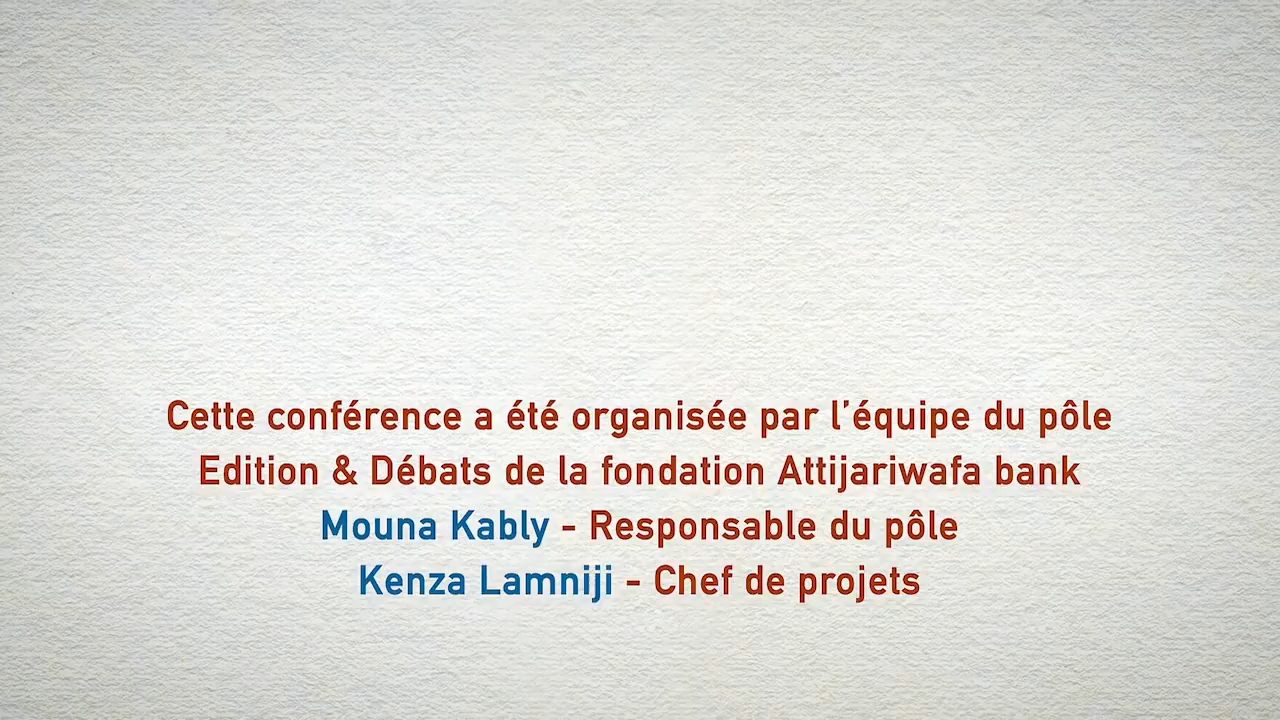 Cette conférence a été organisée par l’équipe du pôle
Edition & Débats de la fondation Attijariwafa bank
Mouna Kably - Responsable du pôle
Kenza Lamniji - Chef de projets